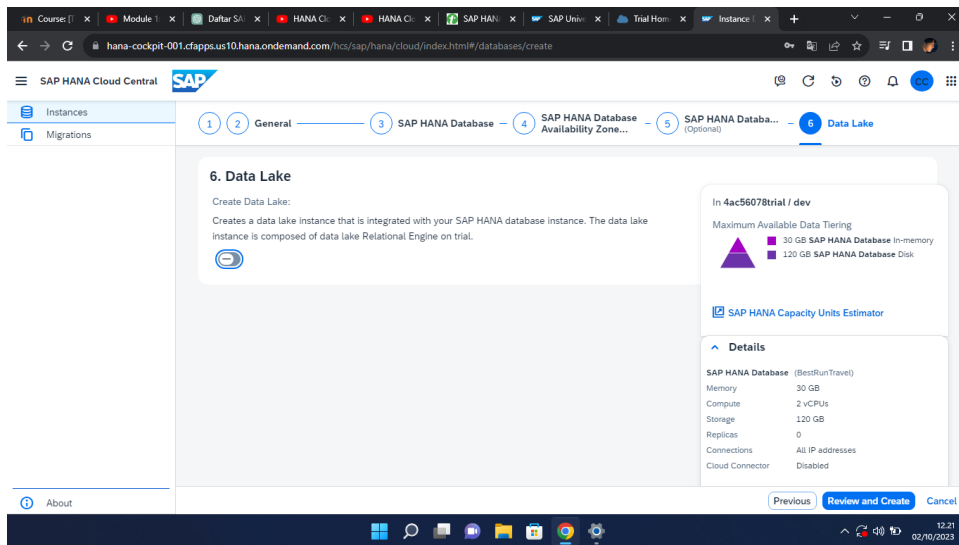 Course: [T
Module 1:
Daftar SA
HANA Clo
HANA Clo
SAP HANA
SAP Unive
Trial Home
Instance D
hana-cockpit-001.cfapps.us10.hana.ondemand.com/hcs/sap/hana/cloud/index.html#/databases/create
SAP HANA Cloud Central
SAP
CC
Instances
Migrations
1
2 General
3 SAP HANA Database
4 SAP HANA Database Availability Zone...
5 SAP HANA Databa... (Optional)
6 Data Lake
6. Data Lake
Create Data Lake:
Creates a data lake instance that is integrated with your SAP HANA database instance. The data lake
instance is composed of data lake Relational Engine on trial.
In 4ac56078trial / dev
Maximum Available Data Tiering
30 GB SAP HANA Database In-memory
120 GB SAP HANA Database Disk
SAP HANA Capacity Units Estimator
Details
SAP HANA Database (BestRunTravel)
Memory 30 GB
Compute 2 vCPUs
Storage 120 GB
Replicas 0
Connections All IP addresses
Cloud Connector Disabled
About
Previous
Review and Create
Cancel
12.21
02/10/2023